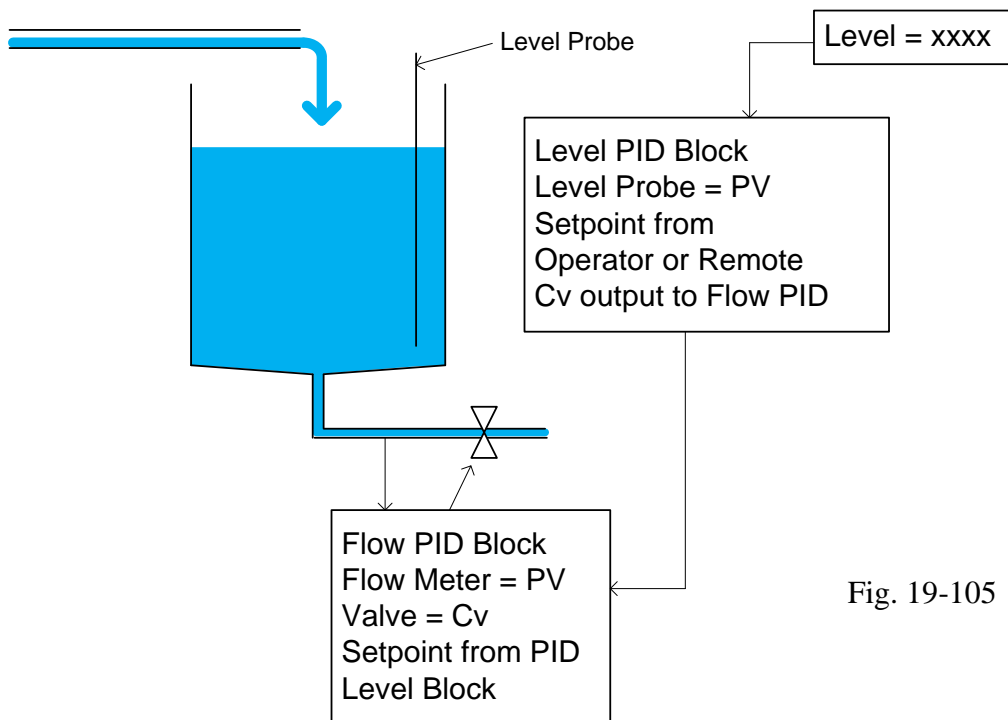 Level Probe
Level = xxxx
Level PID Block
Level Probe = PV
Setpoint from
Operator or Remote
Cv output to Flow PID
Flow PID Block
Flow Meter = PV
Valve = Cv
Setpoint from PID
Level Block
Fig. 19-105